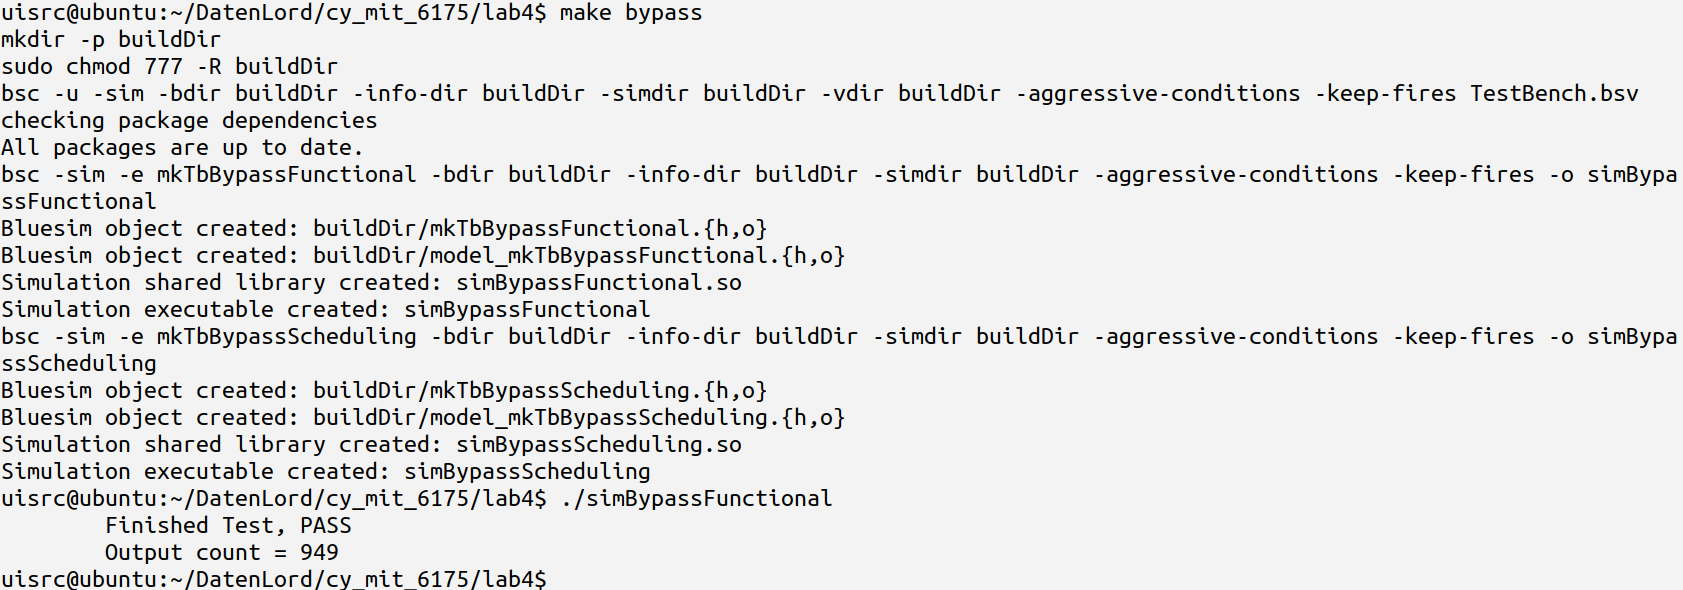 uisrc@ubuntu:~/DatenLord/cy_mit_6175/lab4$ make bypass
mkdir -p buildDir
sudo chmod 777 -R buildDir
bsc -u -sim -bdir buildDir -info-dir buildDir -simdir buildDir -vdir buildDir -aggressive-conditions -keep-fires TestBench.bsv
checking package dependencies
All packages are up to date.
bsc -sim -e mkTbBypassFunctional -bdir buildDir -info-dir buildDir -simdir buildDir -aggressive-conditions -keep-fires -o simBypa
ssFunctional
Bluesim object created: buildDir/mkTbBypassFunctional.{h,o}
Bluesim object created: buildDir/model_mkTbBypassFunctional.{h,o}
Simulation shared library created: simBypassFunctional.so
Simulation executable created: simBypassFunctional
bsc -sim -e mkTbBypassScheduling -bdir buildDir -info-dir buildDir -simdir buildDir -aggressive-conditions -keep-fires -o simBypa
ssScheduling
Bluesim object created: buildDir/mkTbBypassScheduling.{h,o}
Bluesim object created: buildDir/model_mkTbBypassScheduling.{h,o}
Simulation shared library created: simBypassScheduling.so
Simulation executable created: simBypassScheduling
uisrc@ubuntu:~/DatenLord/cy_mit_6175/lab4$ ./simBypassFunctional
        Finished Test, PASS
        Output count = 949
uisrc@ubuntu:~/DatenLord/cy_mit_6175/lab4$